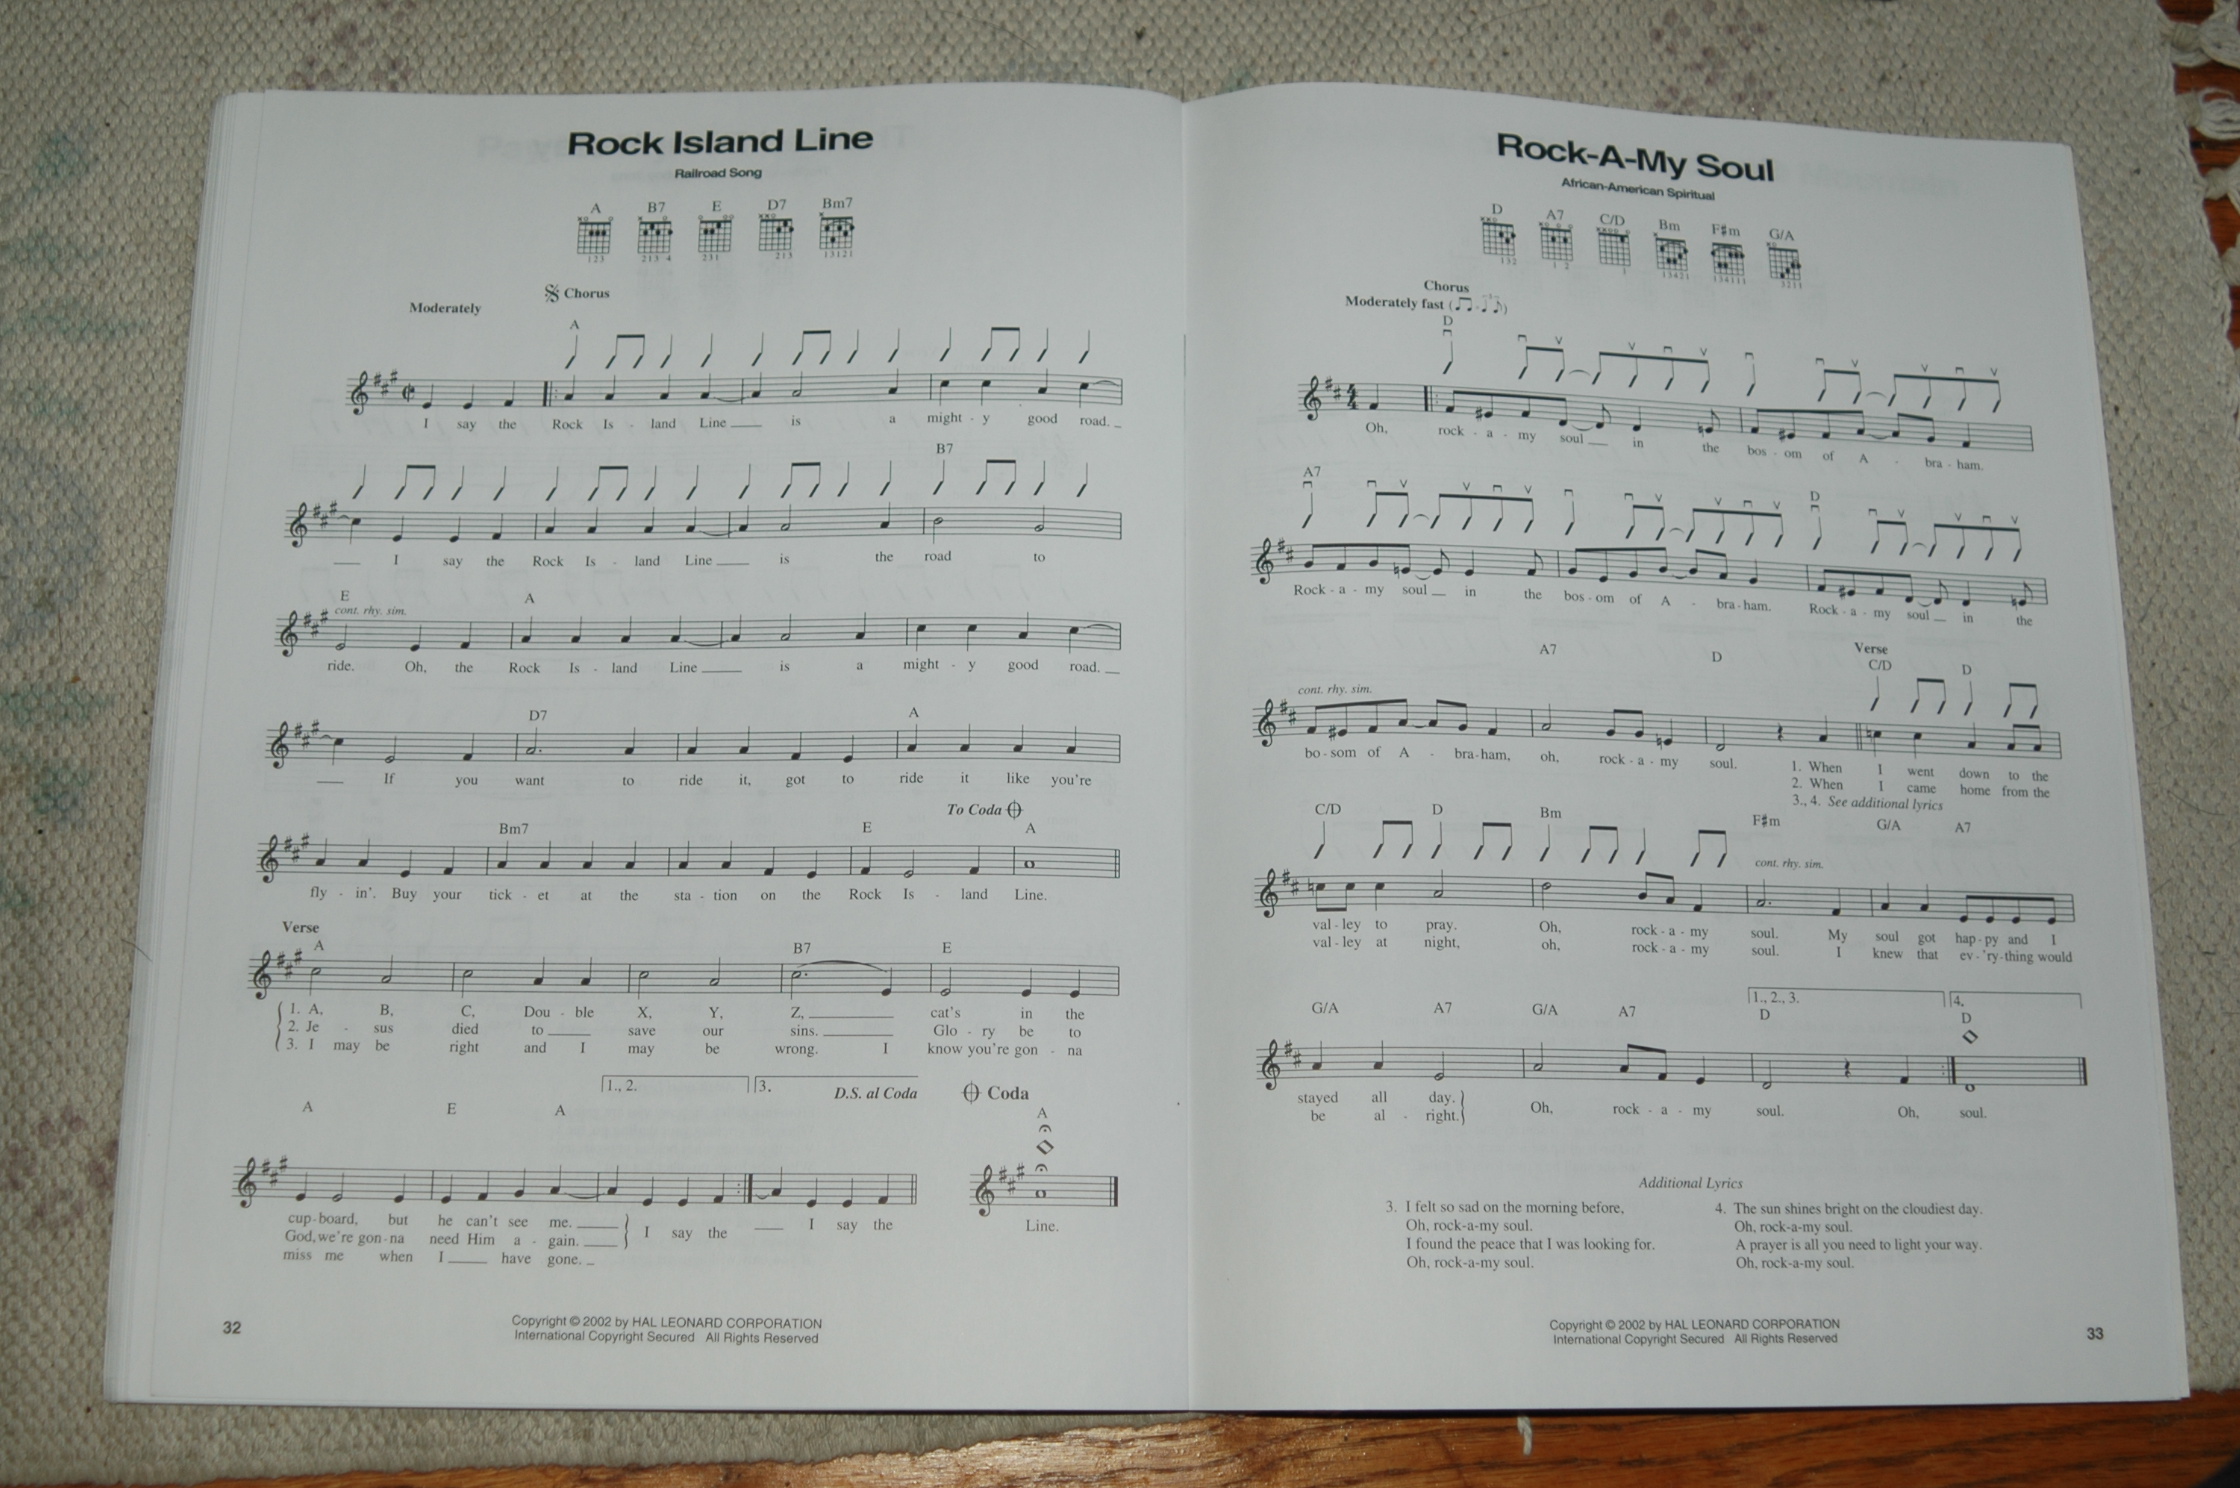 Rock Island Line
Railroad Song
A B7 E D7 Bm7
123 213 4 231 213 13121
Moderately 𝄋 Chorus
A
I say the Rock Is - land Line ___ is a might - y good road. _
B7
___ I say the Rock Is - land Line ___ is the road to
E A
cont. rhy. sim.
ride. Oh, the Rock Is - land Line ___ is a might - y good road. _
D7 A
___ If you want to ride it, got to ride it like you're
To Coda 𝄌
Bm7 E A
fly - in'. Buy your tick - et at the sta - tion on the Rock Is - land Line.
Verse
A B7 E
1. A, B, C, Dou - ble X, Y, Z, ___ cat's in the
2. Je - sus died to ___ save our sins. ___ Glo - ry be to
3. I may be right and I may be wrong. I know you're gon - na
1., 2. 3. D.S. al Coda 𝄌 Coda
A E A A
cup - board, but he can't see me. ___ I say the ___ I say the Line.
God, we're gon - na need Him a - gain. ___
miss me when I ___ have gone. _
Copyright © 2002 by HAL LEONARD CORPORATION
International Copyright Secured All Rights Reserved
32
Rock-A-My Soul
African-American Spiritual
D A7 C/D Bm F♯m G/A
132 1 2 1 13421 134111 3211
Chorus
Moderately fast
D
Oh, rock - a - my soul ___ in the bos - om of A - bra - ham.
A7 D
Rock - a - my soul _ in the bos - om of A - bra - ham. Rock - a - my soul _ in the
A7 D Verse C/D D
cont. rhy. sim.
bo - som of A - bra - ham, oh, rock - a - my soul. 1. When I went down to the
2. When I came home from the
3., 4. See additional lyrics
C/D D Bm F♯m G/A A7
cont. rhy. sim.
val - ley to pray. Oh, rock - a - my soul. My soul got hap - py and I
val - ley at night, oh, rock - a - my soul. I knew that ev - 'ry - thing would
1., 2., 3. 4.
G/A A7 G/A A7 D D
stayed all day. Oh, rock - a - my soul. Oh, soul.
be al - right.
Additional Lyrics
3. I felt so sad on the morning before,
Oh, rock-a-my soul.
I found the peace that I was looking for.
Oh, rock-a-my soul.
4. The sun shines bright on the cloudiest day.
Oh, rock-a-my soul.
A prayer is all you need to light your way.
Oh, rock-a-my soul.
Copyright © 2002 by HAL LEONARD CORPORATION
International Copyright Secured All Rights Reserved
33